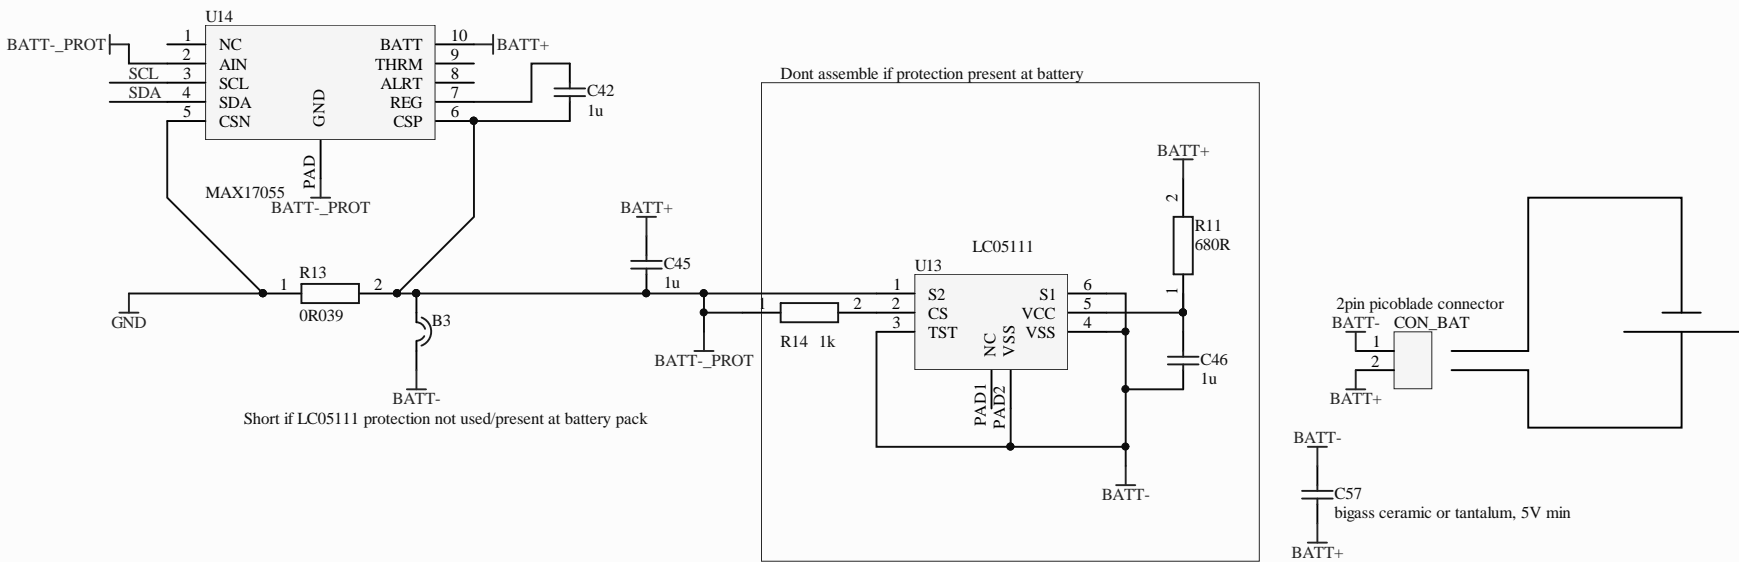 U14
BATT-_PROT
1 NC
2 AIN
SCL 3 SCL
SDA 4 SDA
5 CSN
GND
PAD
BATT 10 BATT+
THRM 9
ALRT 8
REG 7
CSP 6
C42
1u
MAX17055
BATT-_PROT
R13
1 2
0R039
GND
B3
BATT-
Short if LC05111 protection not used/present at battery pack
BATT+
C45
1u
BATT-_PROT
Dont assemble if protection present at battery
1 2
R14 1k
LC05111
U13
1 S2
2 CS
3 TST
S1 6
VCC 5
VSS 4
NC
VSS
PAD1
PAD2
BATT+
2
R11
680R
1
C46
1u
BATT-
2pin picoblade connector
BATT- CON_BAT
1
2
BATT+
BATT-
C57
bigass ceramic or tantalum, 5V min
BATT+